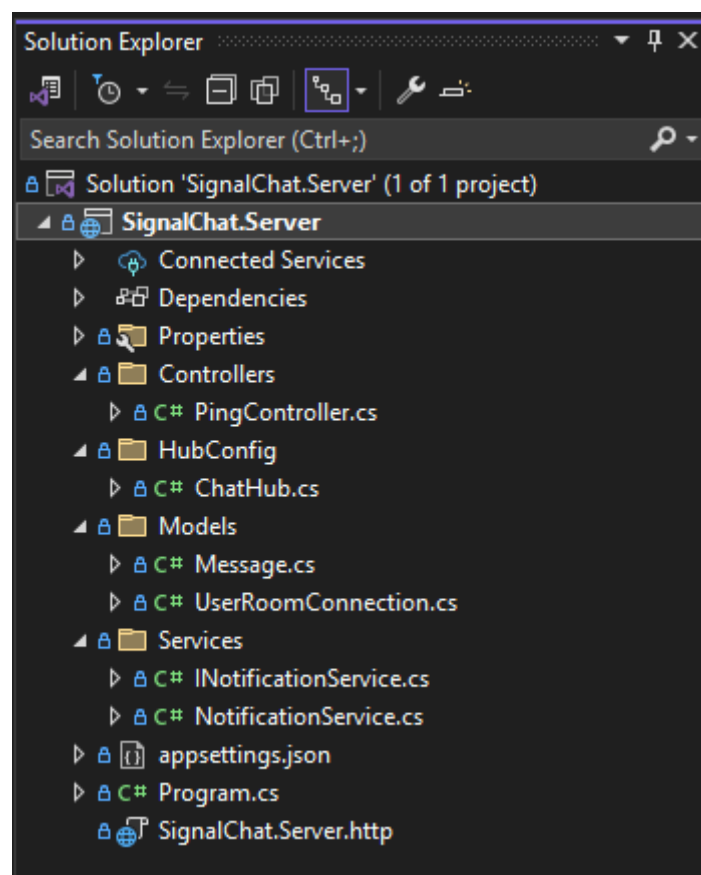 Solution Explorer
Search Solution Explorer (Ctrl+;)
Solution 'SignalChat.Server' (1 of 1 project)
SignalChat.Server
Connected Services
Dependencies
Properties
Controllers
C# PingController.cs
HubConfig
C# ChatHub.cs
Models
C# Message.cs
C# UserRoomConnection.cs
Services
C# INotificationService.cs
C# NotificationService.cs
appsettings.json
C# Program.cs
SignalChat.Server.http